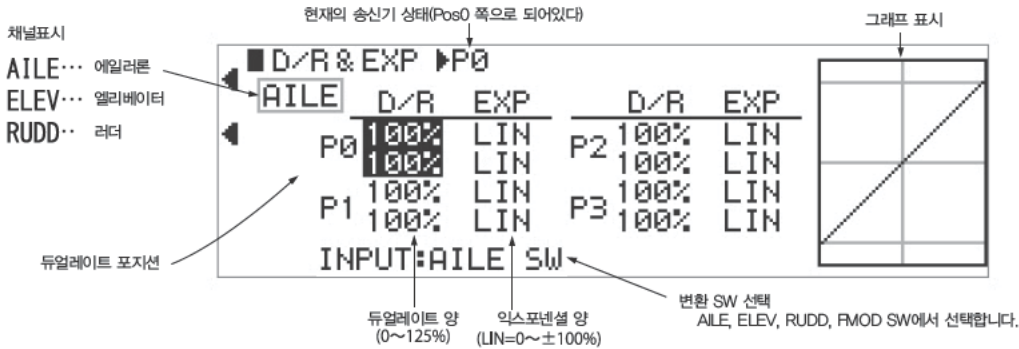 현재의 송신기 상태(Pos0 쪽으로 되어있다)
그래프 표시
채널표시
AILE··· 에일러론
ELEV··· 엘리베이터
RUDD·· 러더
■D/R & EXP ▶P0
AILE
D/R EXP D/R EXP
P0 100% LIN P2 100% LIN
100% LIN 100% LIN
P1 100% LIN P3 100% LIN
100% LIN 100% LIN
INPUT:AILE SW
듀얼레이트 포지션
듀얼레이트 양
(0～125%)
익스포넨셜 양
(LIN=0～±100%)
변환 SW 선택
AILE, ELEV, RUDD, FMOD SW에서 선택합니다.